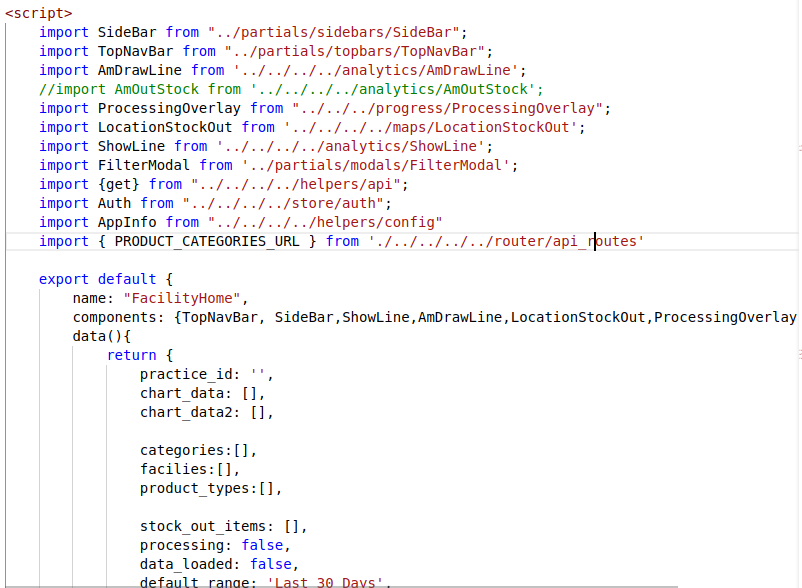 <script>
import SideBar from "../partials/sidebars/SideBar";
import TopNavBar from "../partials/topbars/TopNavBar";
import AmDrawLine from '../../../../analytics/AmDrawLine';
//import AmOutStock from '../../../../analytics/AmOutStock';
import ProcessingOverlay from "../../../progress/ProcessingOverlay";
import LocationStockOut from '../../../../maps/LocationStockOut';
import ShowLine from '../../../../analytics/ShowLine';
import FilterModal from '../partials/modals/FilterModal';
import {get} from "../../../../helpers/api";
import Auth from "../../../../store/auth";
import AppInfo from "../../../../helpers/config"
import { PRODUCT_CATEGORIES_URL } from './../../../../router/api_routes'
export default {
name: "FacilityHome",
components: {TopNavBar, SideBar,ShowLine,AmDrawLine,LocationStockOut,ProcessingOverlay
data(){
return {
practice_id: '',
chart_data: [],
chart_data2: [],
categories:[],
facilies:[],
product_types:[],
stock_out_items: [],
processing: false,
data_loaded: false,
default_range: 'Last 30 Days',